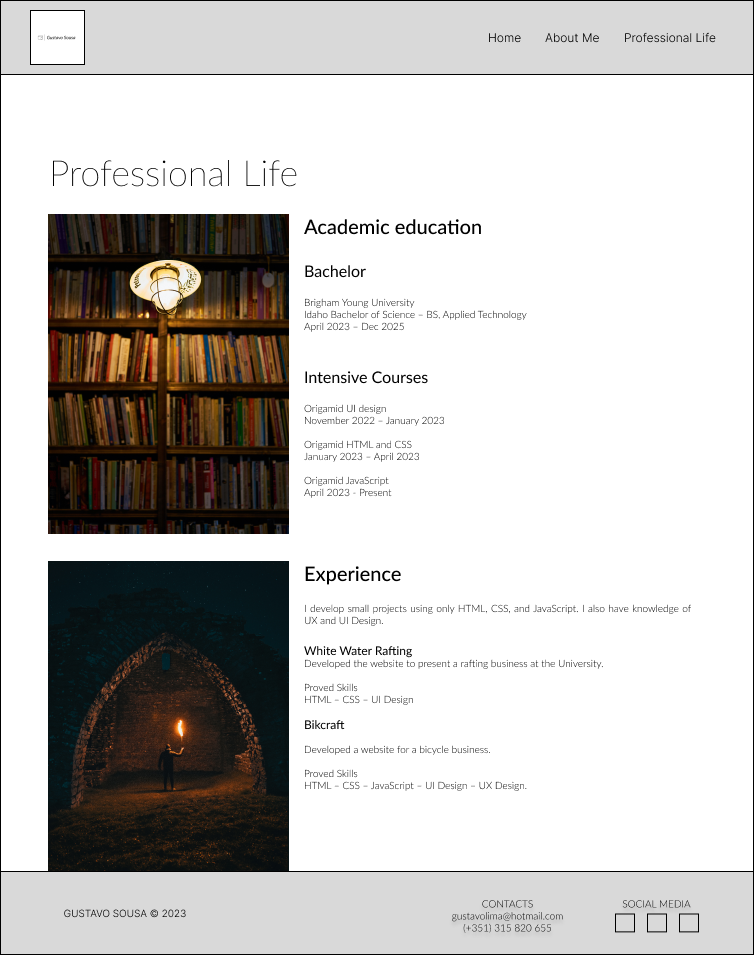 Gustavo Sousa
Home About Me Professional Life
Professional Life
Academic education
Bachelor
Brigham Young University
Idaho Bachelor of Science – BS, Applied Technology
April 2023 – Dec 2025
Intensive Courses
Origamid UI design
November 2022 – January 2023
Origamid HTML and CSS
January 2023 – April 2023
Origamid JavaScript
April 2023 - Present
Experience
I develop small projects using only HTML, CSS, and JavaScript. I also have knowledge of
UX and UI Design.
White Water Rafting
Developed the website to present a rafting business at the University.
Proved Skills
HTML – CSS – UI Design
Bikcraft
Developed a website for a bicycle business.
Proved Skills
HTML – CSS – JavaScript – UI Design – UX Design.
GUSTAVO SOUSA © 2023
CONTACTS
gustavolima@hotmail.com
(+351) 315 820 655
SOCIAL MEDIA